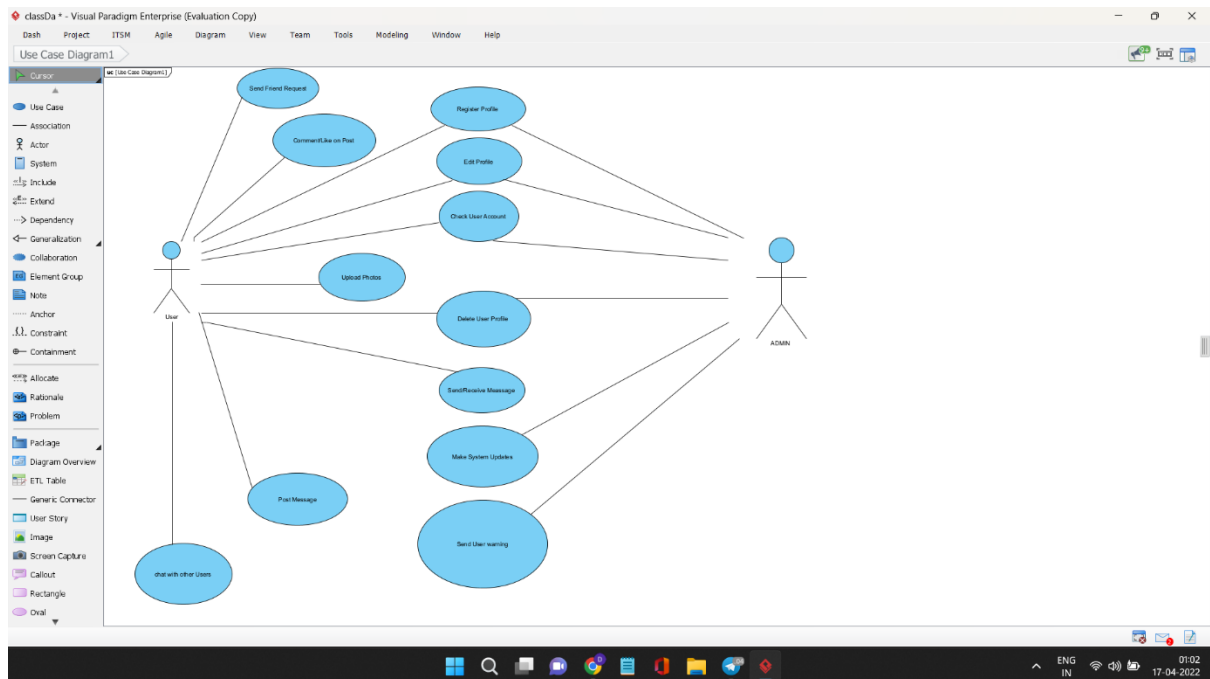 classDa * - Visual Paradigm Enterprise (Evaluation Copy)
Dash Project ITSM Agile Diagram View Team Tools Modeling Window Help
Use Case Diagram1
Cursor
Use Case
Association
Actor
System
Include
Extend
Dependency
Generalization
Collaboration
Element Group
Note
Anchor
Constraint
Containment
Allocate
Rationale
Problem
Package
Diagram Overview
ETL Table
Generic Connector
User Story
Image
Screen Capture
Callout
Rectangle
Oval
uc [Use Case Diagram1]
Send Friend Request
Register Profile
Comment/Like on Post
Edit Profile
Check User Account
Upload Photos
User
Delete User Profile
ADMIN
Send/Receive Meassage
Make System Updates
Post Message
Send User warning
chat with other Users
ENG
IN
01:02
17-04-2022